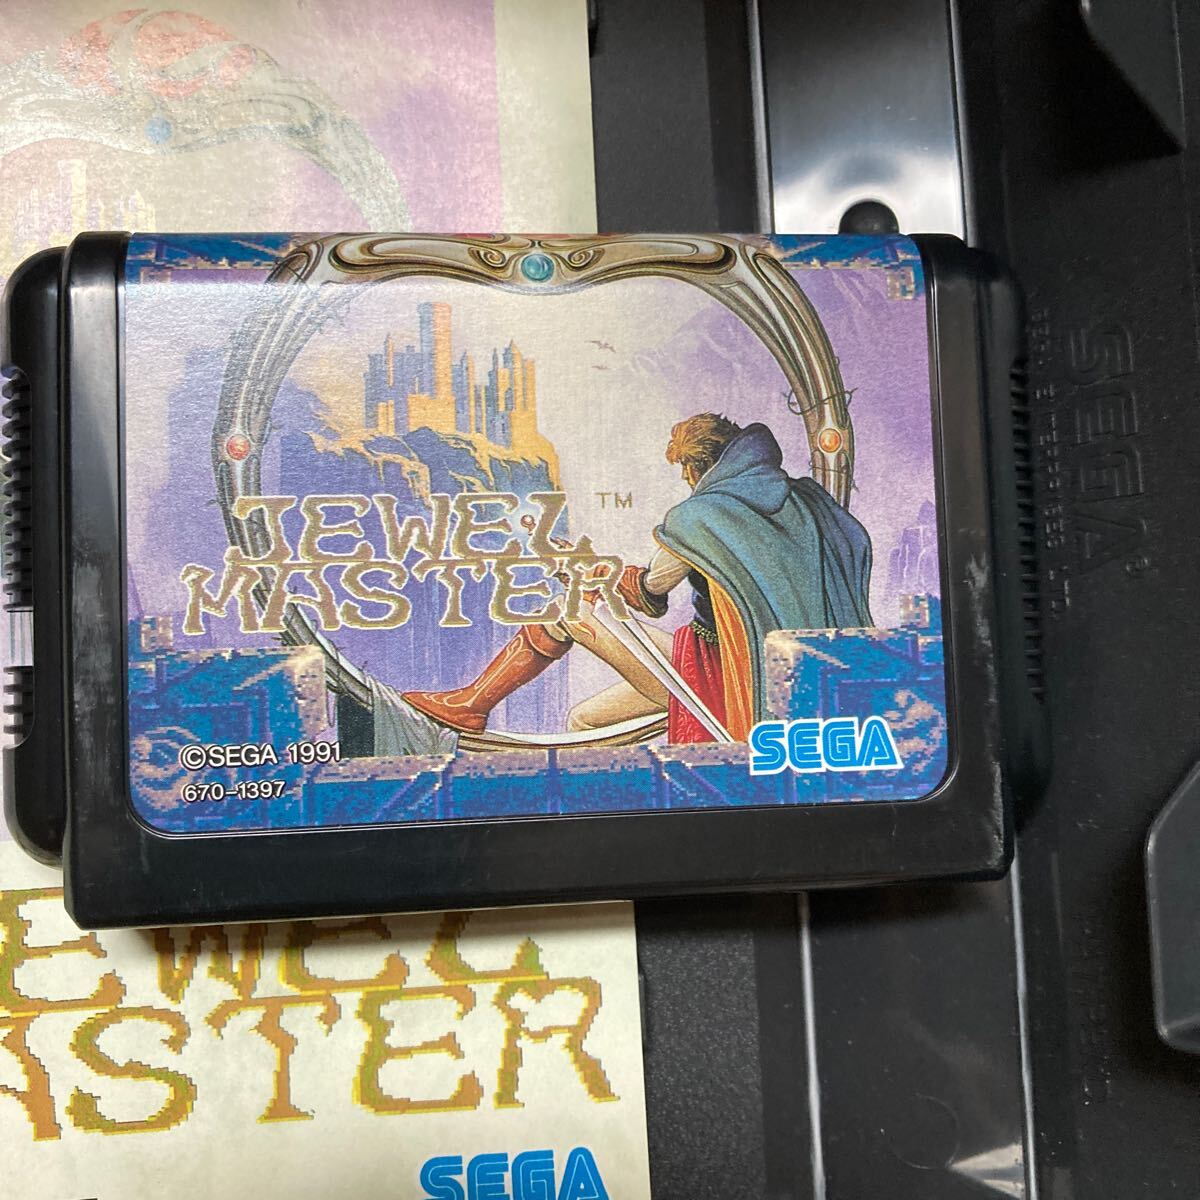 JEWEL ™
MASTER
SEGA
©SEGA 1991
670-1397
SEGA®
EWEL
ASTER
SEGA